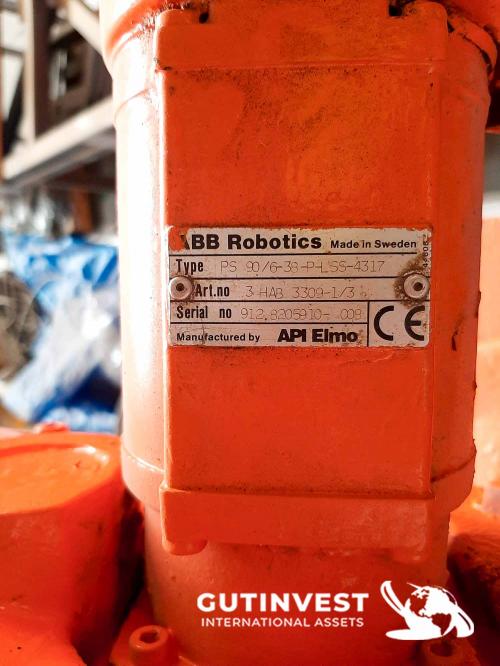 ABB Robotics Made in Sweden
Type PS 90/6-38-P-LSS-4317
Art.no 3 HAB 3309-1/3
Serial no 912.8205910- 009
Manufactured by API Elmo CE
GUTINVEST
INTERNATIONAL ASSETS